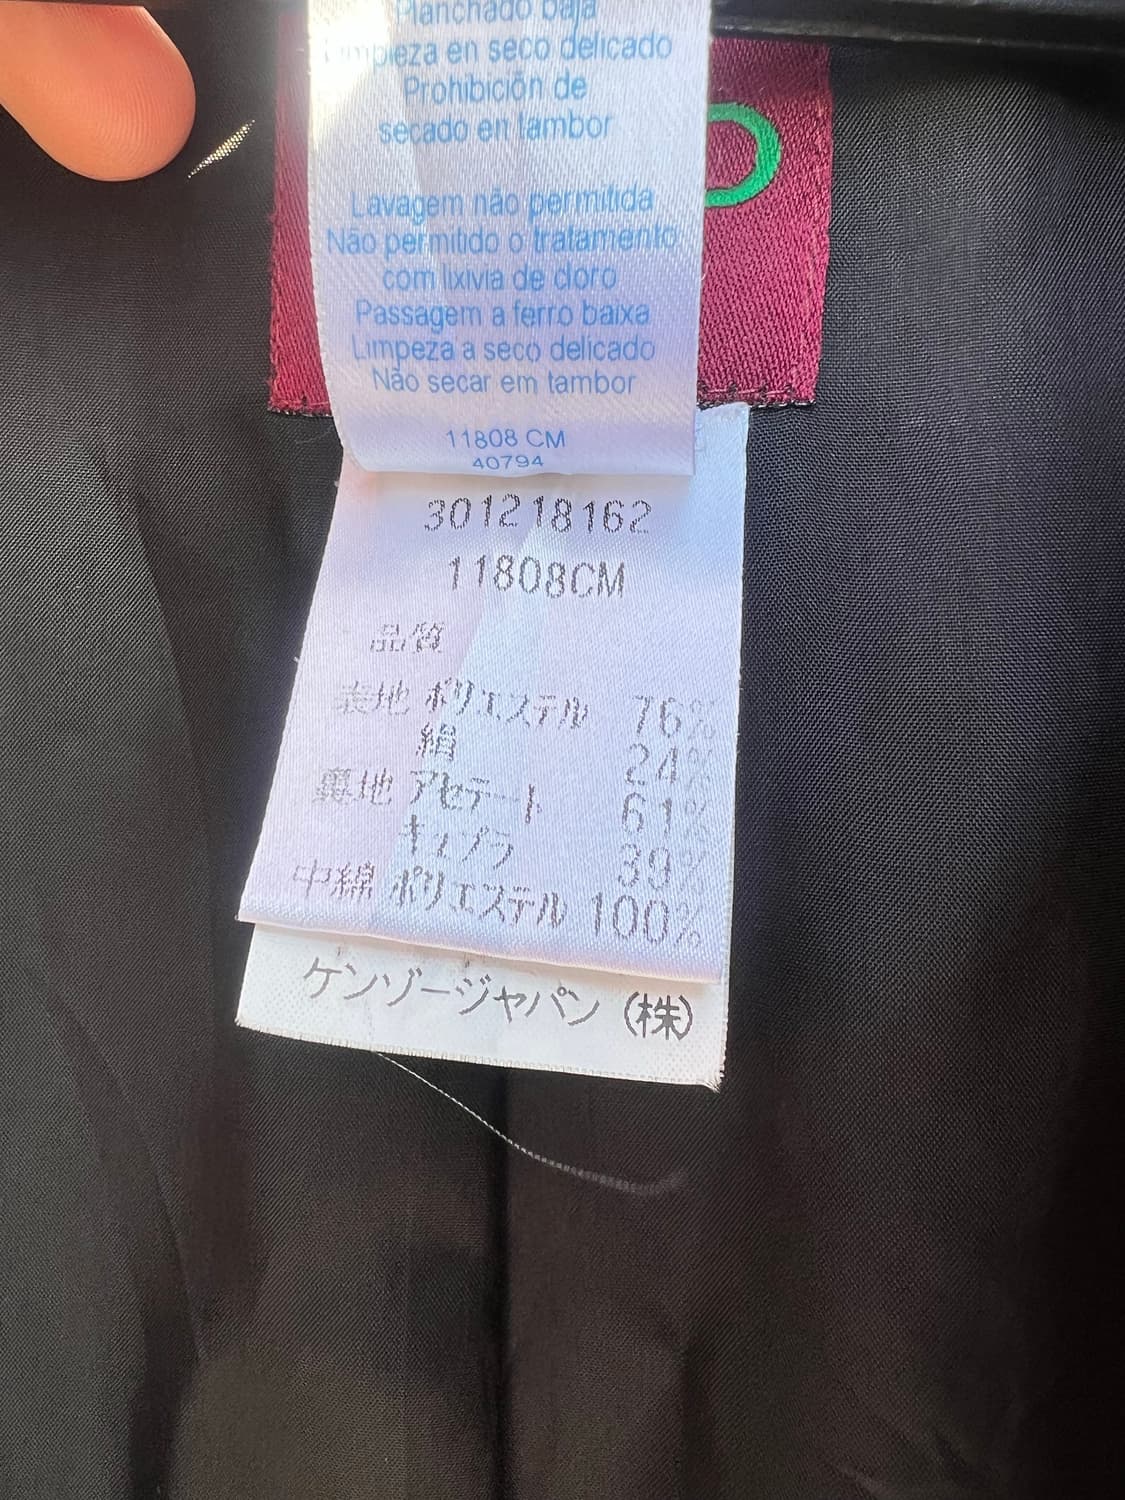 Planchado baja
Limpieza en seco delicado
Prohibición de
secado en tambor
Lavagem não permitida
Não permitido o tratamento
com lixivia de cloro
Passagem a ferro baixa
Limpeza a seco delicado
Não secar em tambor
11808 CM
40794
O
301218162
11808CM
品質
表地 ポリエステル 76%
絹 24%
裏地 アセテート 61%
キュプラ 39%
中綿 ポリエステル 100%
ケンゾージャパン (株)